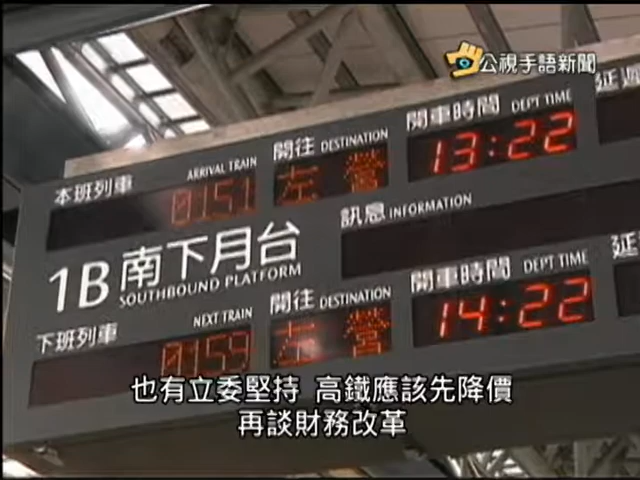 公視手語新聞
本班列車 ARRIVAL TRAIN 開往 DESTINATION 開車時間 DEPT TIME 延遲
0151 左營 13:22
1B 南下月台 訊息 INFORMATION
SOUTHBOUND PLATFORM
下班列車 NEXT TRAIN 開往 DESTINATION 開車時間 DEPT TIME 延
0159 左營 14:22
也有立委堅持 高鐵應該先降價
再談財務改革